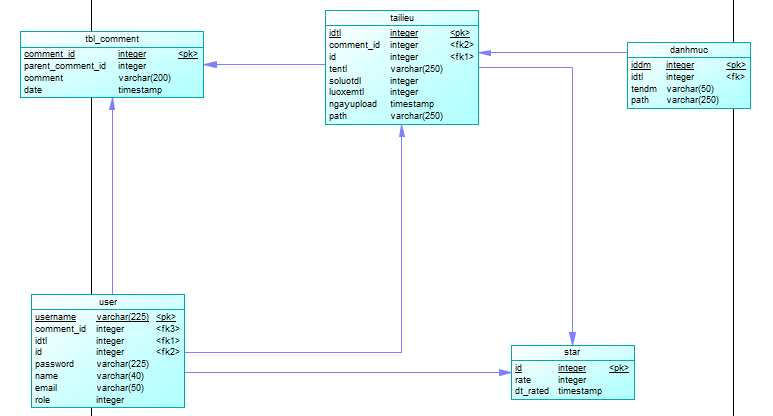 tailieu
idtl integer <pk>
comment_id integer <fk2>
id integer <fk1>
tentl varchar(250)
soluotdl integer
luoxemtl integer
ngayupload timestamp
path varchar(250)
tbl_comment
comment_id integer <pk>
parent_comment_id integer
comment varchar(200)
date timestamp
danhmuc
iddm integer <pk>
idtl integer <fk>
tendm varchar(50)
path varchar(250)
user
username varchar(225) <pk>
comment_id integer <fk3>
idtl integer <fk1>
id integer <fk2>
password varchar(225)
name varchar(40)
email varchar(50)
role integer
star
id integer <pk>
rate integer
dt_rated timestamp